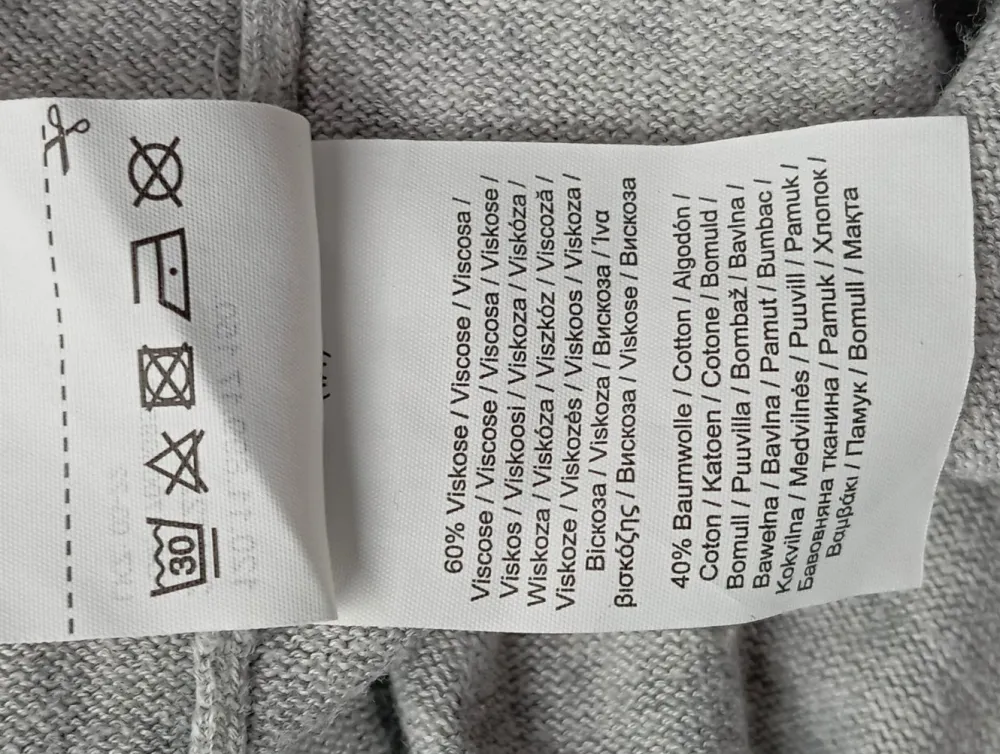 30
60% Viskose / Viscose / Viscosa /
Viscose / Viscose / Viscosa / Viskose /
Viskos / Viskoosi / Viskoza / Viskóza /
Wiskoza / Viskóza / Viszkóz / Viscoză /
Viskoze / Viskozės / Viskoos / Viskoza /
Віскоза / Viskoza / Вискоза / Ίνα
βισκόζης / Вискоза / Viskose / Вискоза
40% Baumwolle / Cotton / Algodón /
Coton / Katoen / Cotone / Bomuld /
Bomull / Puuvilla / Bombaž / Bavlna /
Bawełna / Bavlna / Pamut / Bumbac /
Kokvilna / Medvilnės / Puuvill / Pamuk /
Бавовняна тканина / Pamuk / Хлопок /
Βαμβάκι / Памук / Bomull / Мақта